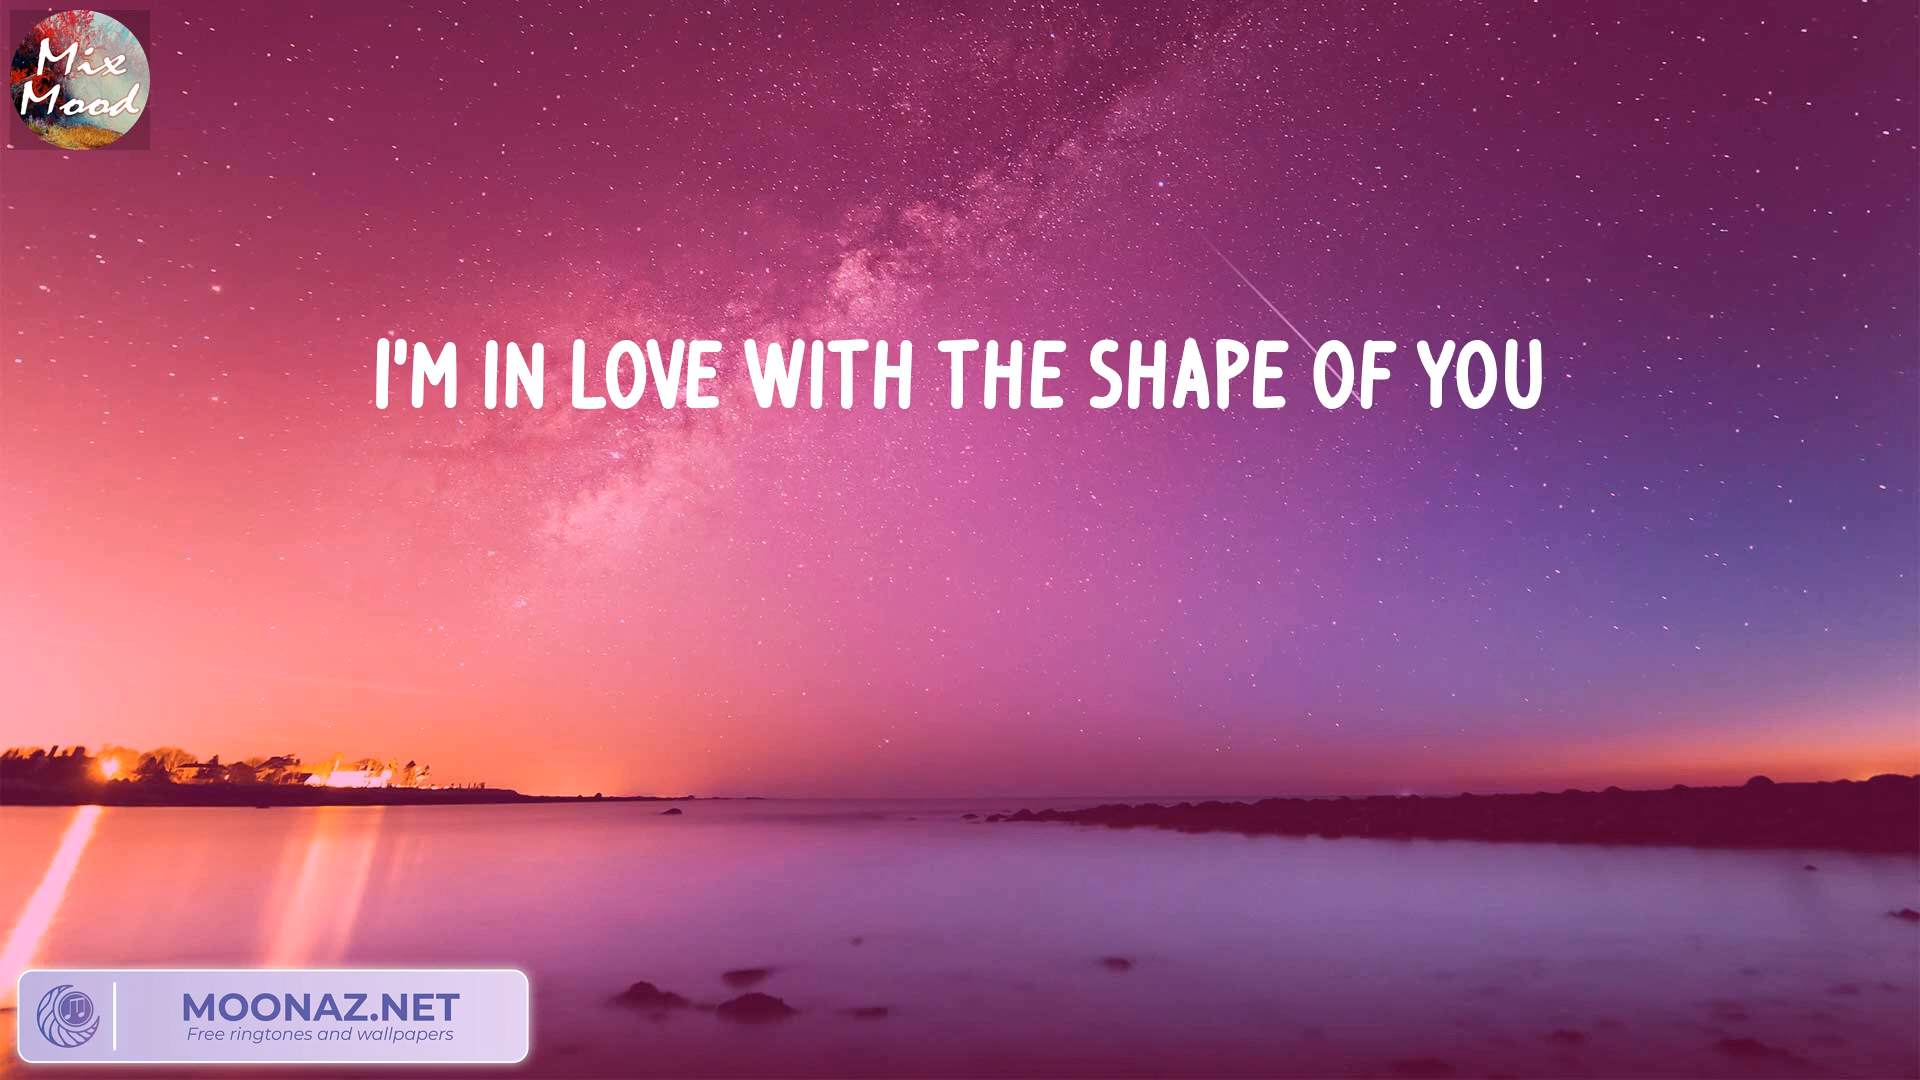 Mix
Mood
I'M IN LOVE WITH THE SHAPE OF YOU
MOONAZ.NET
Free ringtones and wallpapers